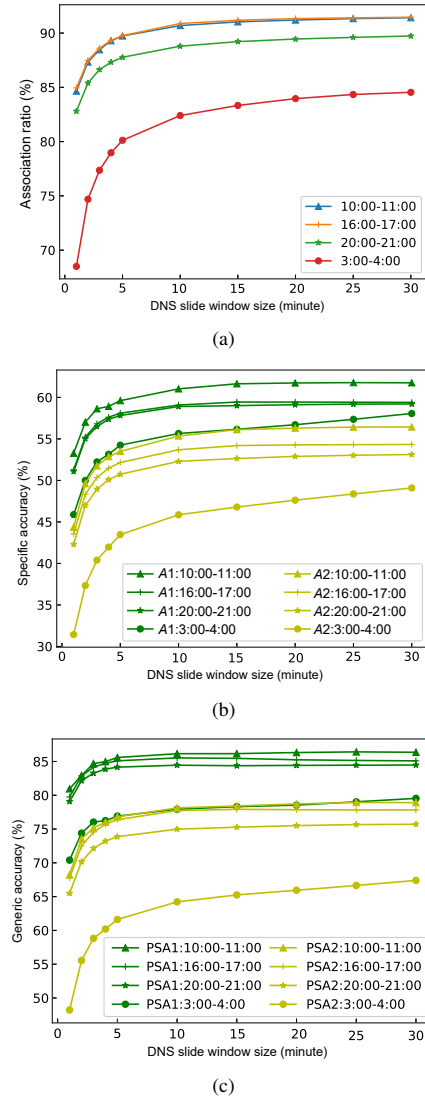 90
85
80
75
70
Association ratio (%)
10:00-11:00
16:00-17:00
20:00-21:00
3:00-4:00
0 5 10 15 20 25 30
DNS slide window size (minute)
(a)
60
55
50
45
40
35
30
Specific accuracy (%)
A1:10:00-11:00 A2:10:00-11:00
A1:16:00-17:00 A2:16:00-17:00
A1:20:00-21:00 A2:20:00-21:00
A1:3:00-4:00 A2:3:00-4:00
0 5 10 15 20 25 30
DNS slide window size (minute)
(b)
85
80
75
70
65
60
55
50
Generic accuracy (%)
PSA1:10:00-11:00 PSA2:10:00-11:00
PSA1:16:00-17:00 PSA2:16:00-17:00
PSA1:20:00-21:00 PSA2:20:00-21:00
PSA1:3:00-4:00 PSA2:3:00-4:00
0 5 10 15 20 25 30
DNS slide window size (minute)
(c)